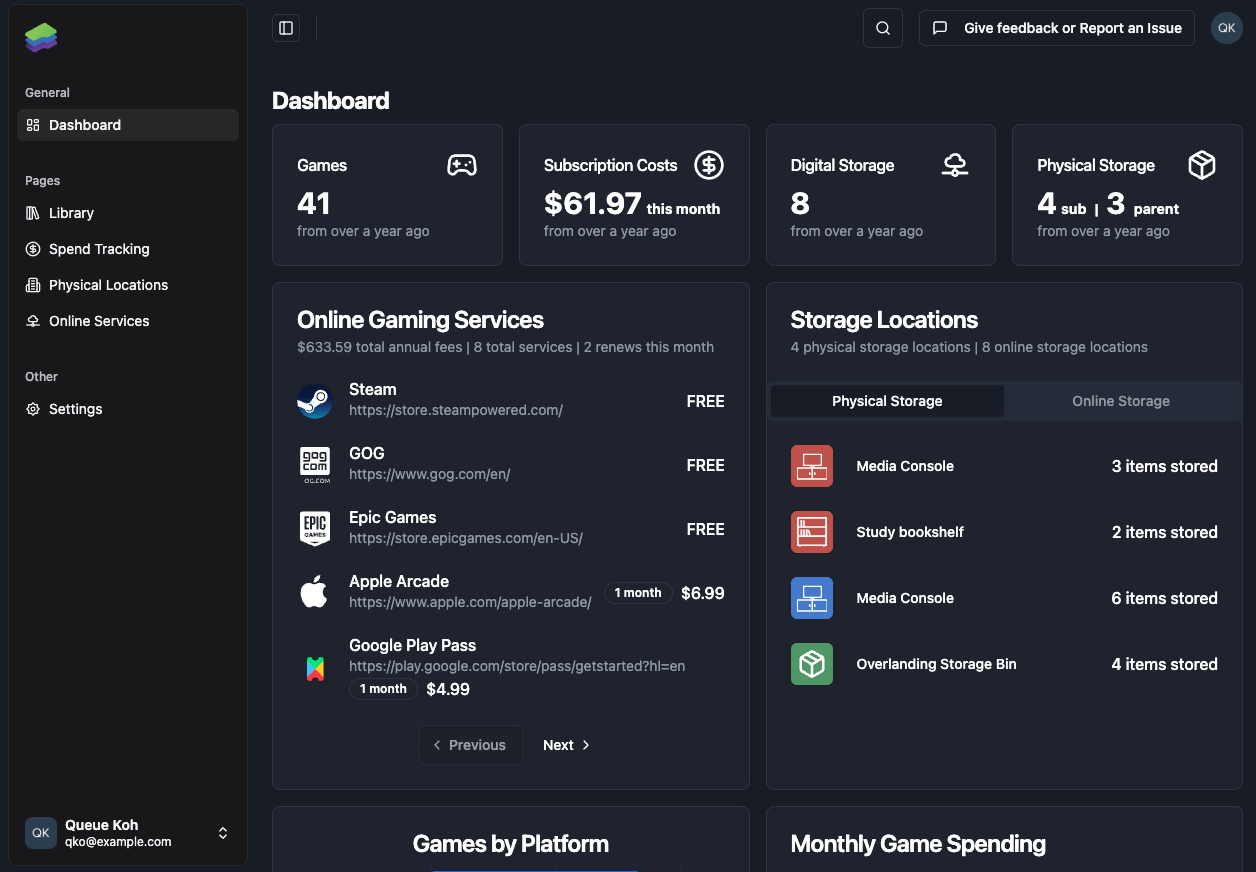 Give feedback or Report an Issue
QK
General
Dashboard
Pages
Library
Spend Tracking
Physical Locations
Online Services
Other
Settings
QK
Queue Koh
qko@example.com
Dashboard
Games
41
from over a year ago
Subscription Costs
$61.97 this month
from over a year ago
Digital Storage
8
from over a year ago
Physical Storage
4 sub | 3 parent
from over a year ago
Online Gaming Services
$633.59 total annual fees | 8 total services | 2 renews this month
Steam
https://store.steampowered.com/
FREE
gog
com
OG.COM
GOG
https://www.gog.com/en/
FREE
EPIC
GAMES
Epic Games
https://store.epicgames.com/en-US/
FREE
Apple Arcade
https://www.apple.com/apple-arcade/
1 month $6.99
Google Play Pass
https://play.google.com/store/pass/getstarted?hl=en
1 month $4.99
Previous Next
Storage Locations
4 physical storage locations | 8 online storage locations
Physical Storage Online Storage
Media Console 3 items stored
Study bookshelf 2 items stored
Media Console 6 items stored
Overlanding Storage Bin 4 items stored
Games by Platform
Monthly Game Spending